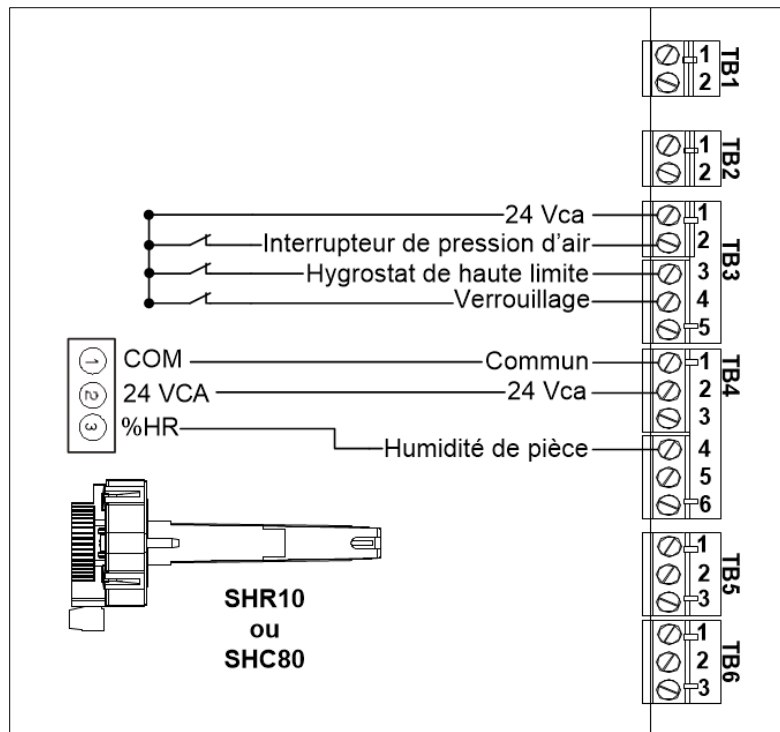 1
2
TB1
1
2
TB2
24 Vca
1
Interrupteur de pression d'air
2
Hygrostat de haute limite
3
Verrouillage
4
5
TB3
1 COM
Commun
1
2 24 VCA
24 Vca
2
3 %HR
3
Humidité de pièce
4
5
6
TB4
SHR10
ou
SHC80
1
2
3
TB5
1
2
3
TB6